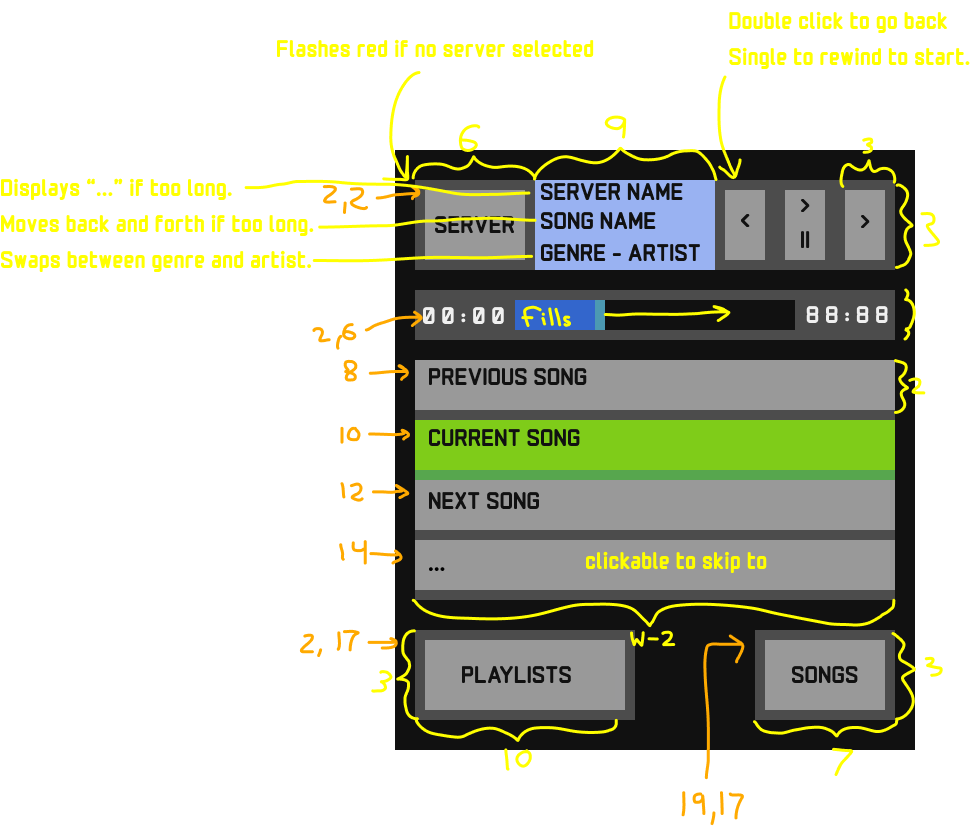 Double click to go back
Flashes red if no server selected
Single to rewind to start.
6
9
3
Displays "..." if too long.
2,2
SERVER NAME
Moves back and forth if too long.
SERVER
SONG NAME
<
>
||
>
3
Swaps between genre and artist.
GENRE - ARTIST
2,6
00:00
Fills
88:88
8
PREVIOUS SONG
2
10
CURRENT SONG
12
NEXT SONG
14
...
clickable to skip to
2,17
W-2
3
PLAYLISTS
SONGS
3
10
7
19,17